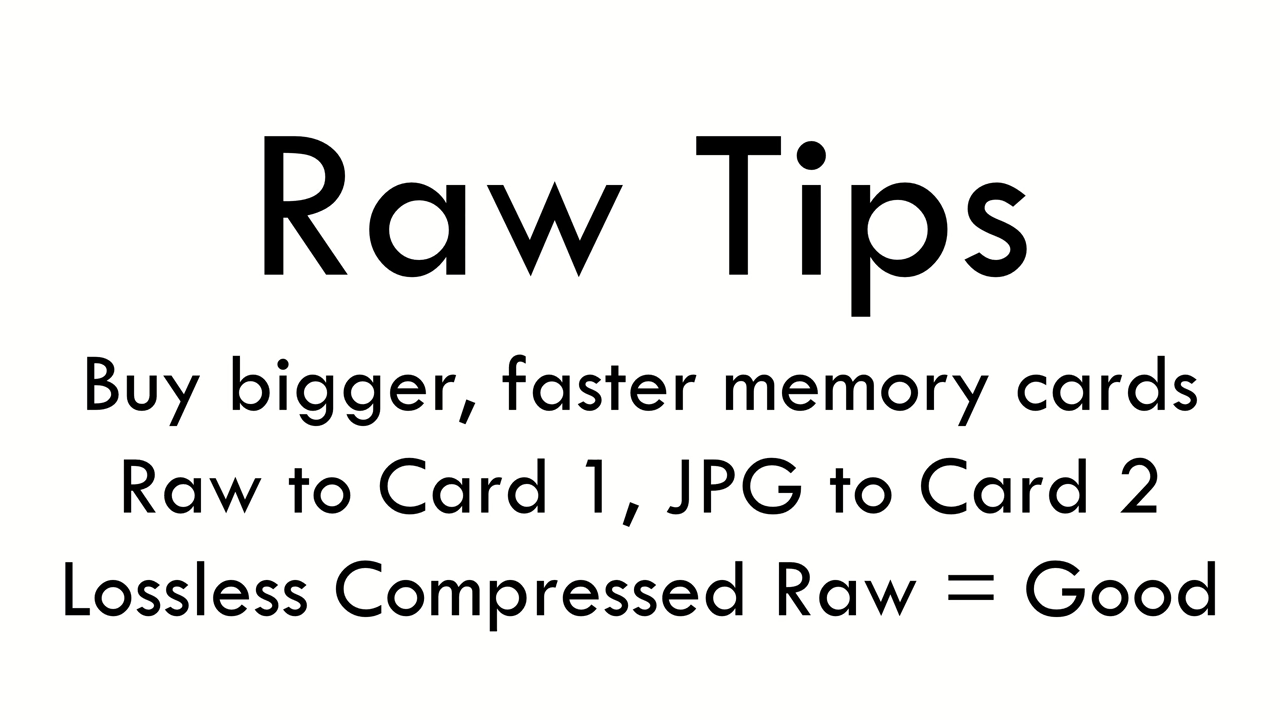 Raw Tips
Buy bigger, faster memory cards
Raw to Card 1, JPG to Card 2
Lossless Compressed Raw = Good